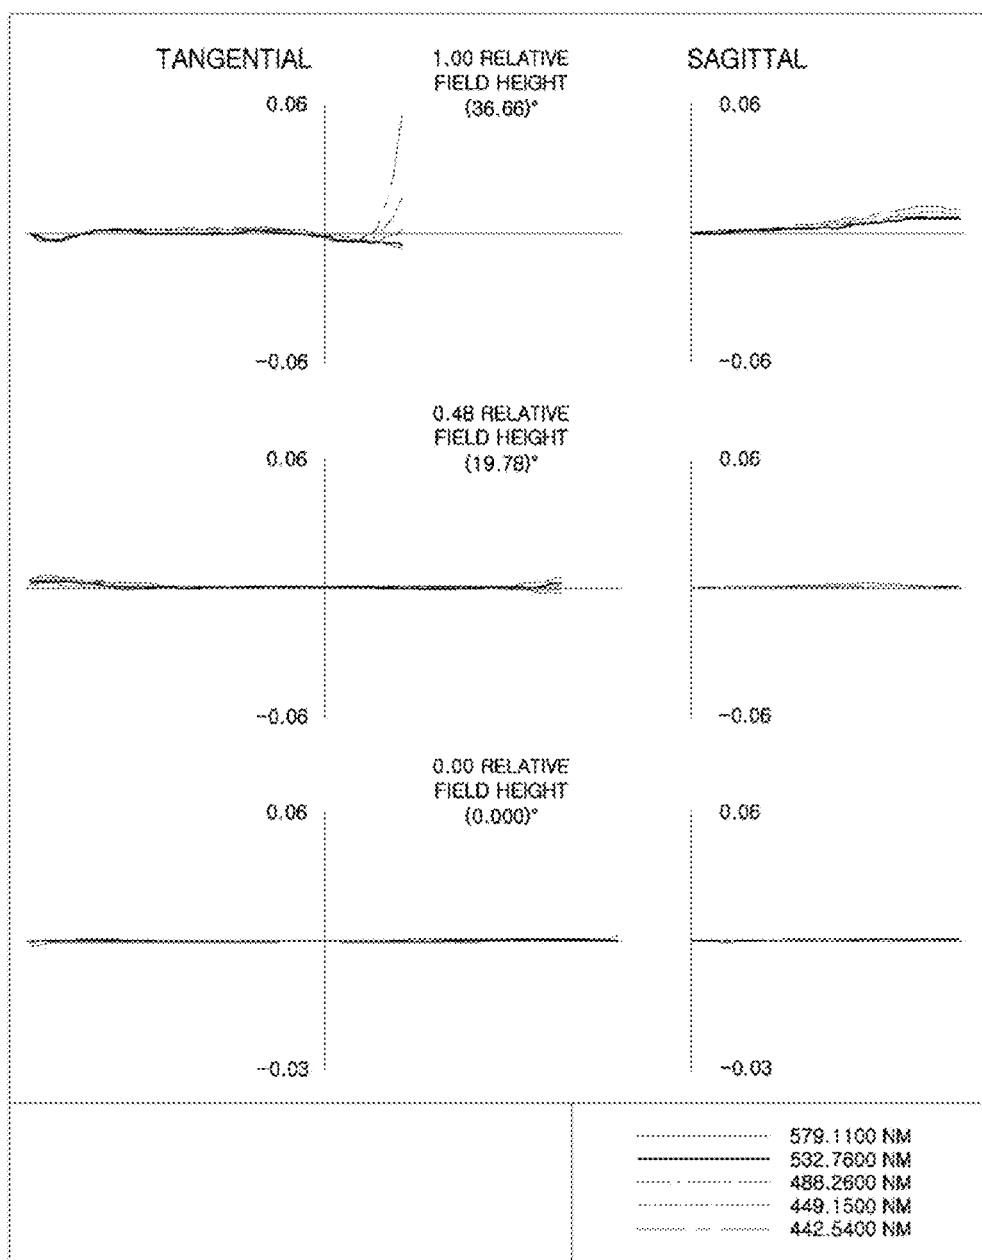 TANGENTIAL
1.00 RELATIVE
FIELD HEIGHT
(36.66)°
SAGITTAL
0.06
0.06
-0.06
-0.06
0.48 RELATIVE
FIELD HEIGHT
(19.78)°
0.06
0.06
-0.06
-0.06
0.00 RELATIVE
FIELD HEIGHT
(0.000)°
0.06
0.06
-0.03
-0.03
579.1100 NM
532.7800 NM
488.2600 NM
449.1500 NM
442.5400 NM